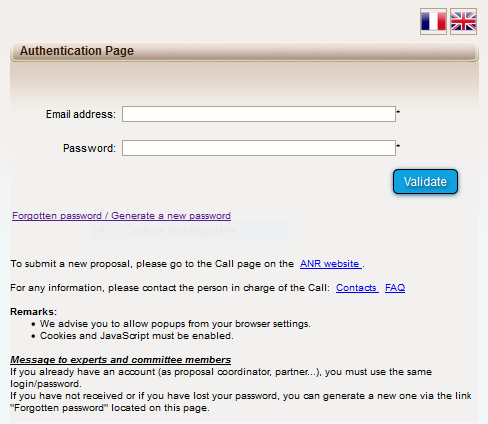 Authentication Page
Email address: *
Password: *
Validate
Forgotten password / Generate a new password
To submit a new proposal, please go to the Call page on the ANR website .
For any information, please contact the person in charge of the Call: Contacts FAQ
Remarks:
• We advise you to allow popups from your browser settings.
• Cookies and JavaScript must be enabled.
Message to experts and committee members
If you already have an account (as proposal coordinator, partner...), you must use the same
login/password.
If you have not received or if you have lost your password, you can generate a new one via the link
"Forgotten password" located on this page.